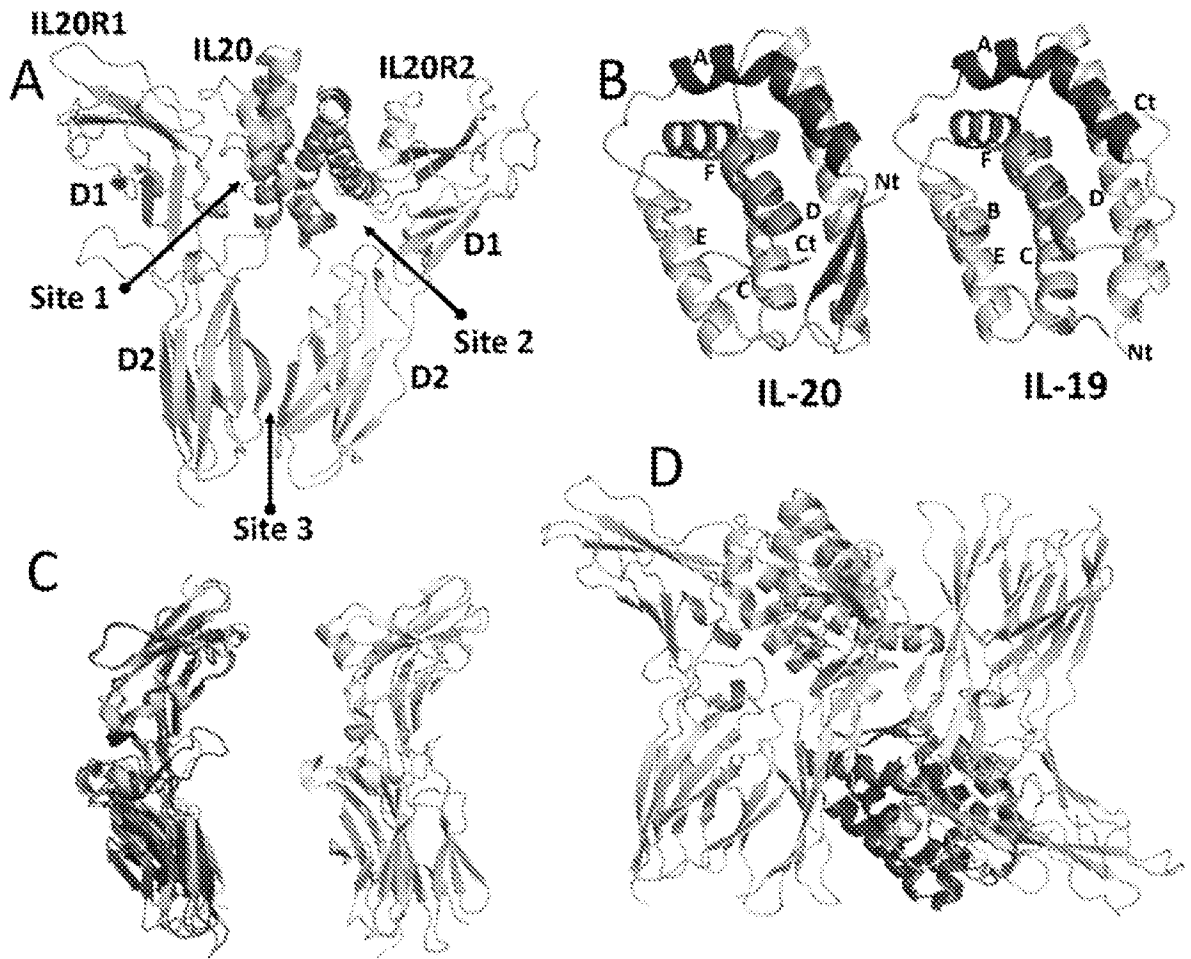 A
IL20R1
IL20
IL20R2
D1
D1
Site 1
Site 2
D2
D2
Site 3
B
A
F
E
D
Ct
C
Nt
IL-20
A
F
B
E
C
D
Ct
Nt
IL-19
C
D